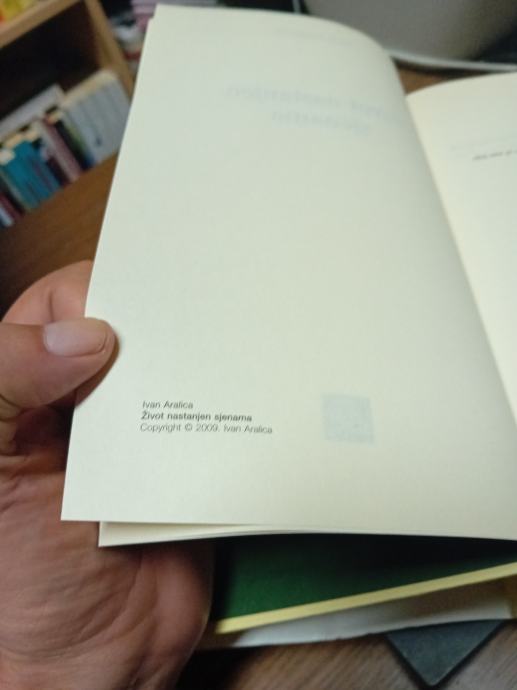 Ivan Aralica
Život nastanjen sjenama
Copyright © 2009. Ivan Aralica